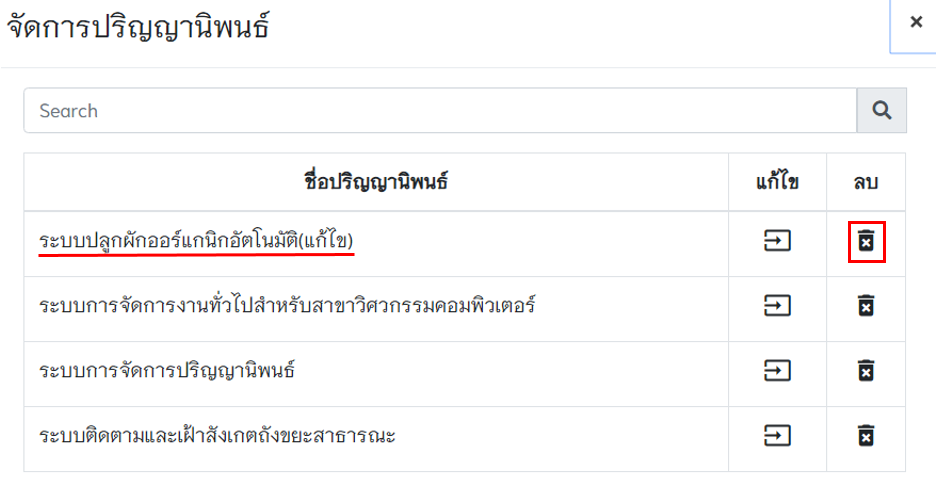 จัดการปริญญานิพนธ์
Search
ชื่อปริญญานิพนธ์ แก้ไข ลบ
ระบบปลูกผักออร์แกนิกอัตโนมัติ(แก้ไข)
ระบบการจัดการงานทั่วไปสำหรับสาขาวิศวกรรมคอมพิวเตอร์
ระบบการจัดการปริญญานิพนธ์
ระบบติดตามและเฝ้าสังเกตถังขยะสาธารณะ